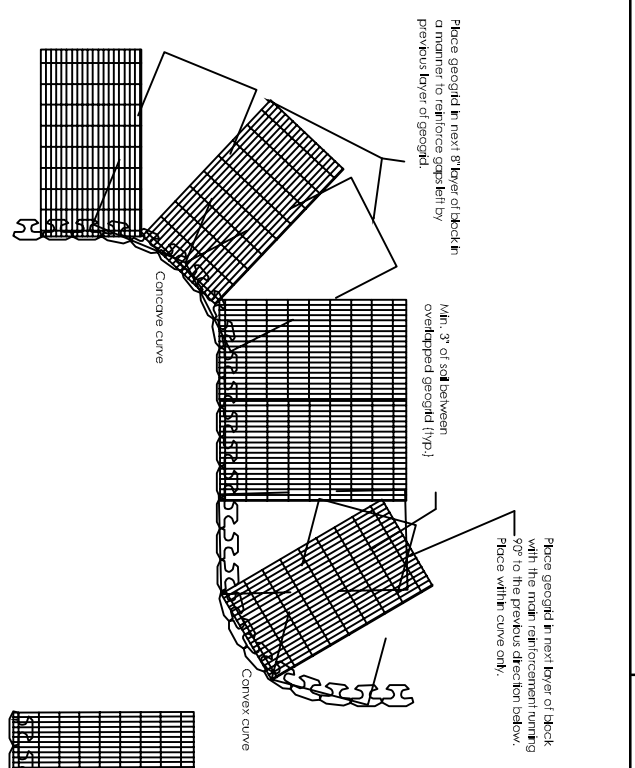 Place geogrid in next 8" layer of block in
a manner to reinforce gaps left by
previous layer of geogrid.
Concave curve
Min. 3" of soil between
overlapped geogrid (typ.)
Place geogrid in next layer of block
with the main reinforcement running
90° to the previous direction below.
Place within curve only.
Convex curve